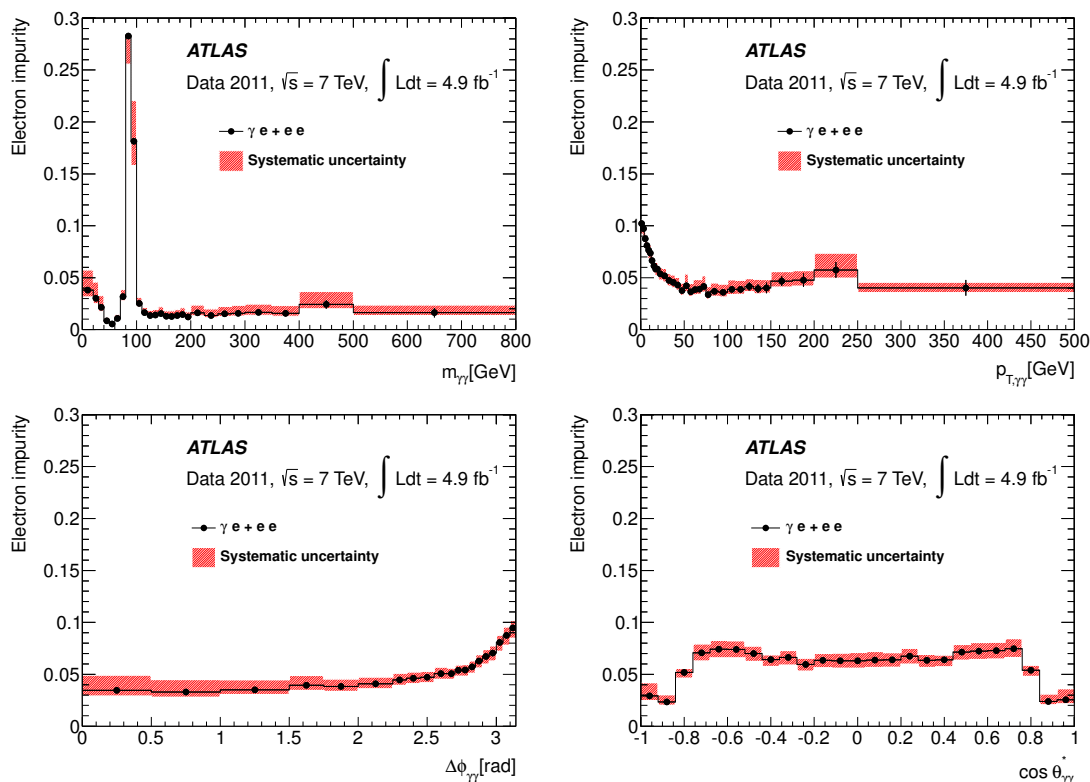 Electron impurity
0.3
0.25
0.2
0.15
0.1
0.05
0
ATLAS
Data 2011, √s = 7 TeV, ∫ Ldt = 4.9 fb⁻¹
γ e + e e
Systematic uncertainty
0 100 200 300 400 500 600 700 800
m_γγ[GeV]
Electron impurity
0.3
0.25
0.2
0.15
0.1
0.05
0
ATLAS
Data 2011, √s = 7 TeV, ∫ Ldt = 4.9 fb⁻¹
γ e + e e
Systematic uncertainty
0 50 100 150 200 250 300 350 400 450 500
p_T,γγ[GeV]
Electron impurity
0.3
0.25
0.2
0.15
0.1
0.05
0
ATLAS
Data 2011, √s = 7 TeV, ∫ Ldt = 4.9 fb⁻¹
γ e + e e
Systematic uncertainty
0 0.5 1 1.5 2 2.5 3
Δϕ_γγ[rad]
Electron impurity
0.3
0.25
0.2
0.15
0.1
0.05
0
ATLAS
Data 2011, √s = 7 TeV, ∫ Ldt = 4.9 fb⁻¹
γ e + e e
Systematic uncertainty
-1 -0.8 -0.6 -0.4 -0.2 0 0.2 0.4 0.6 0.8 1
cos θ*_γγ